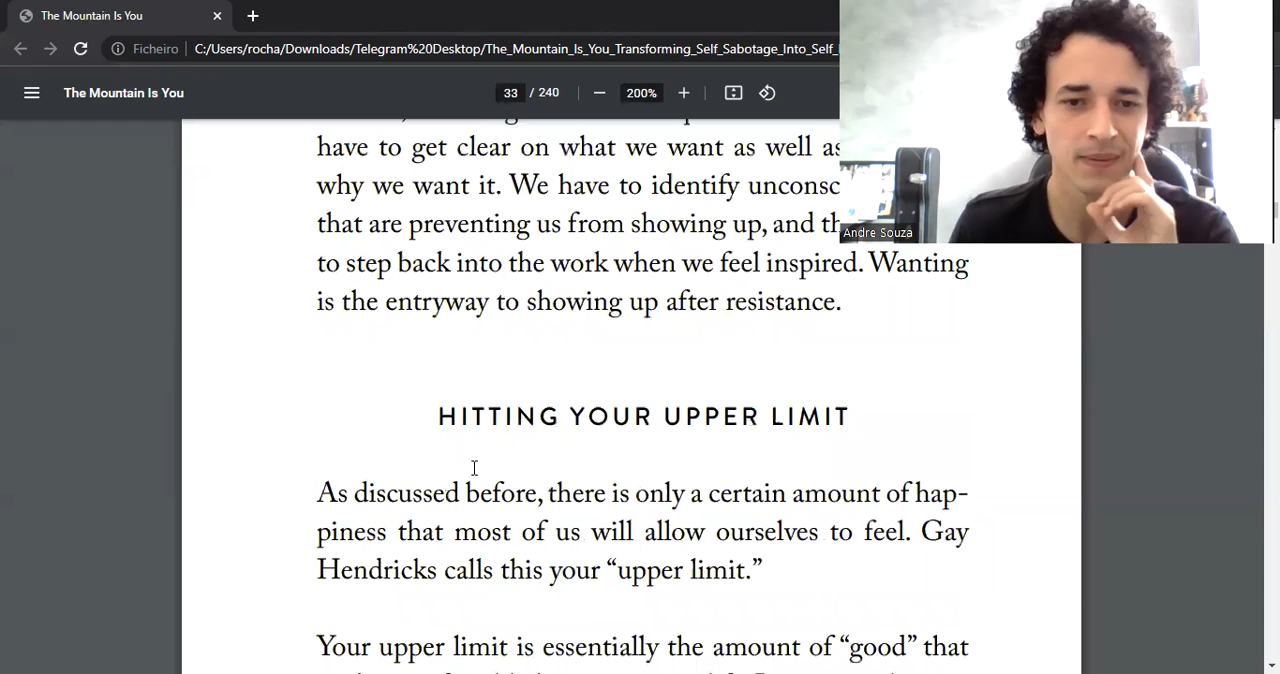 The Mountain Is You
Ficheiro
C:/Users/rocha/Downloads/Telegram%20Desktop/The_Mountain_Is_You_Transforming_Self_Sabotage_Into_Self_
The Mountain Is You
33 / 240
200%
have to get clear on what we want as well as
why we want it. We have to identify unconsc
that are preventing us from showing up, and th
to step back into the work when we feel inspired. Wanting
is the entryway to showing up after resistance.
Andre Souza
HITTING YOUR UPPER LIMIT
As discussed before, there is only a certain amount of hap-
piness that most of us will allow ourselves to feel. Gay
Hendricks calls this your “upper limit.”
Your upper limit is essentially the amount of “good” that